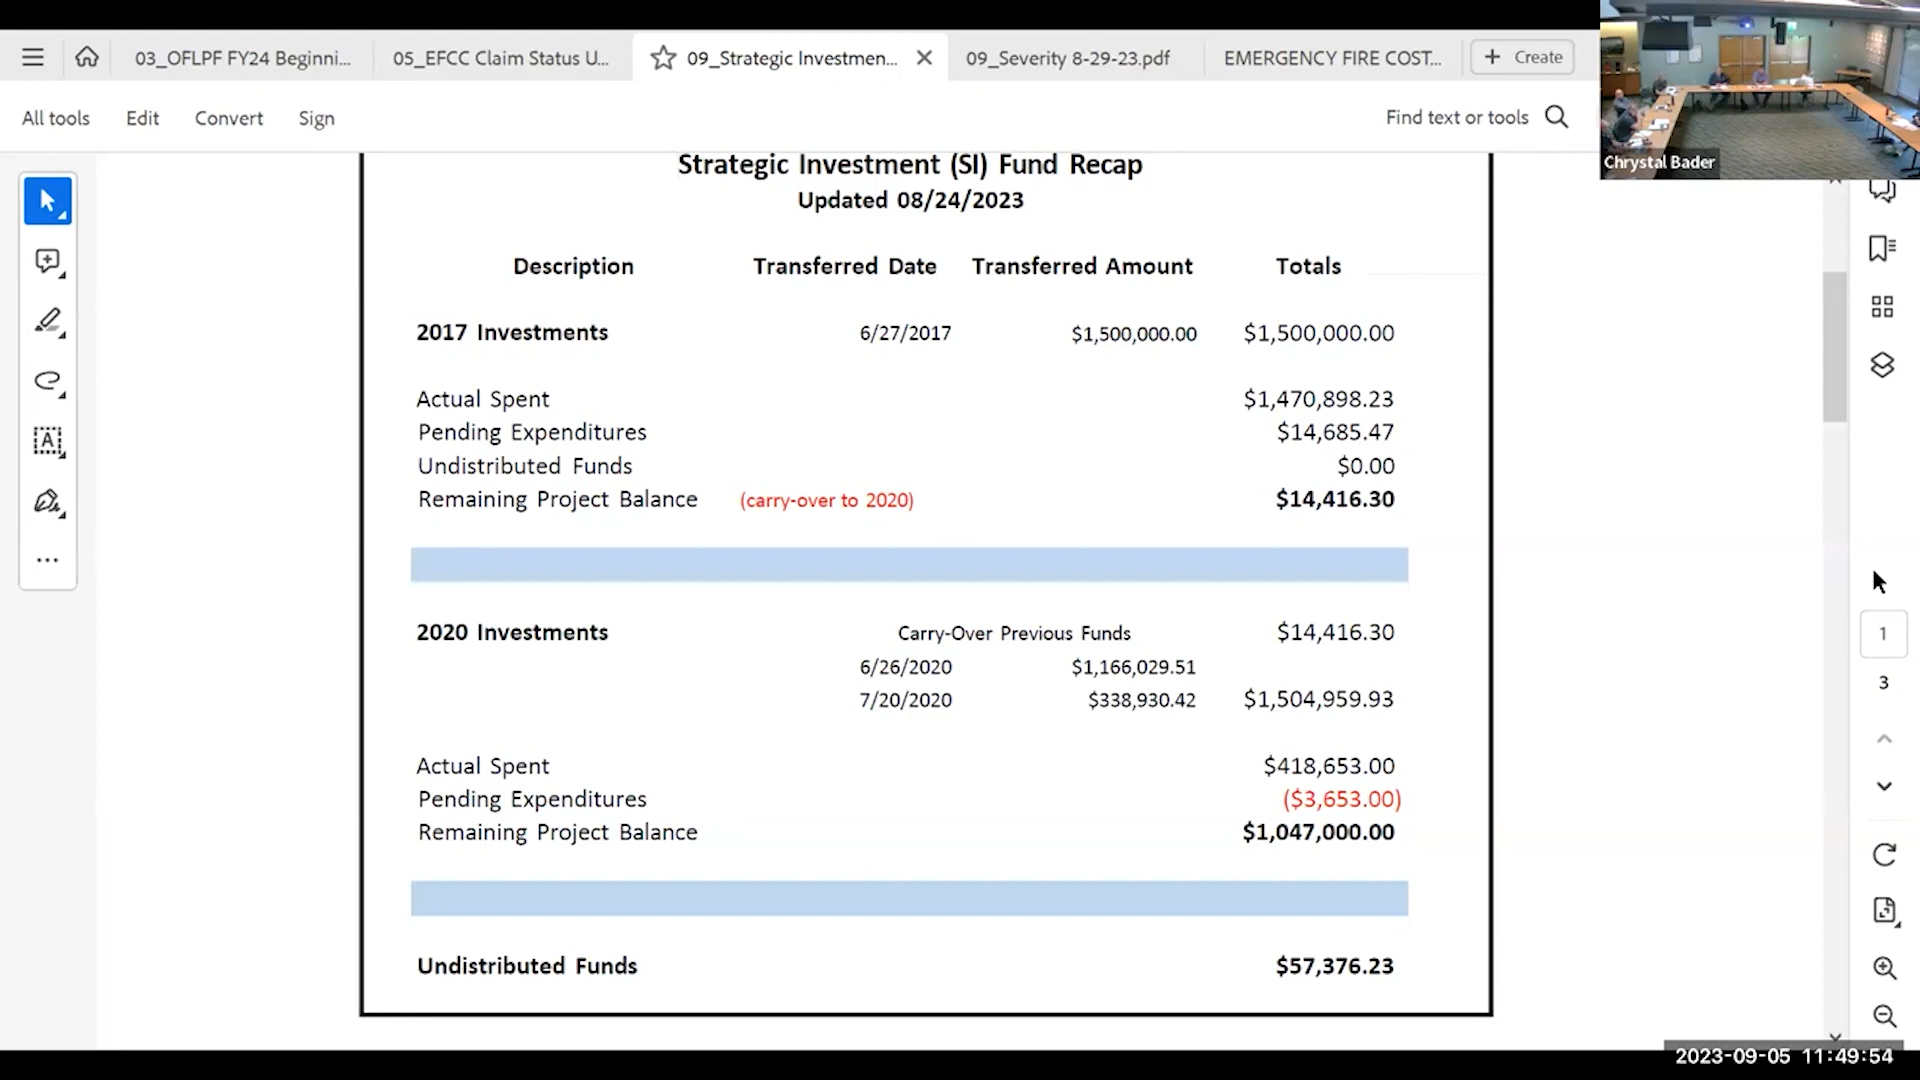 03_OFLPF FY24 Beginni... 05_EFCC Claim Status U... 09_Strategic Investmen... 09_Severity 8-29-23.pdf EMERGENCY FIRE COST... Create
All tools Edit Convert Sign Find text or tools
Chrystal Bader
Strategic Investment (SI) Fund Recap
Updated 08/24/2023
Description Transferred Date Transferred Amount Totals
2017 Investments 6/27/2017 $1,500,000.00 $1,500,000.00
Actual Spent $1,470,898.23
Pending Expenditures $14,685.47
Undistributed Funds $0.00
Remaining Project Balance (carry-over to 2020) $14,416.30
2020 Investments Carry-Over Previous Funds $14,416.30
6/26/2020 $1,166,029.51
7/20/2020 $338,930.42 $1,504,959.93
Actual Spent $418,653.00
Pending Expenditures ($3,653.00)
Remaining Project Balance $1,047,000.00
Undistributed Funds $57,376.23
1
3
2023-09-05 11:49:54